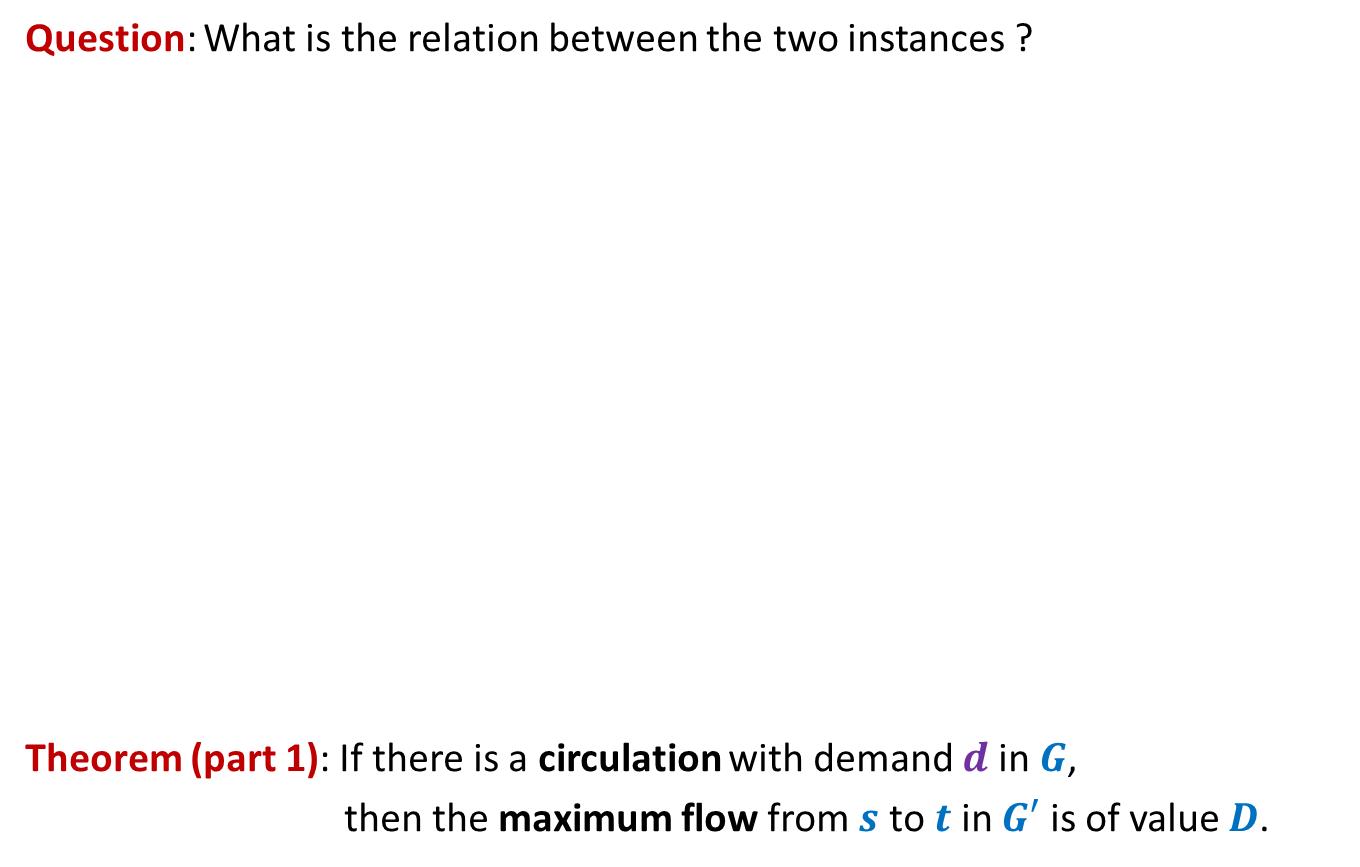 Question: What is the relation between the two instances ?
Theorem (part 1): If there is a circulation with demand d in G,
then the maximum flow from s to t in G′ is of value D.